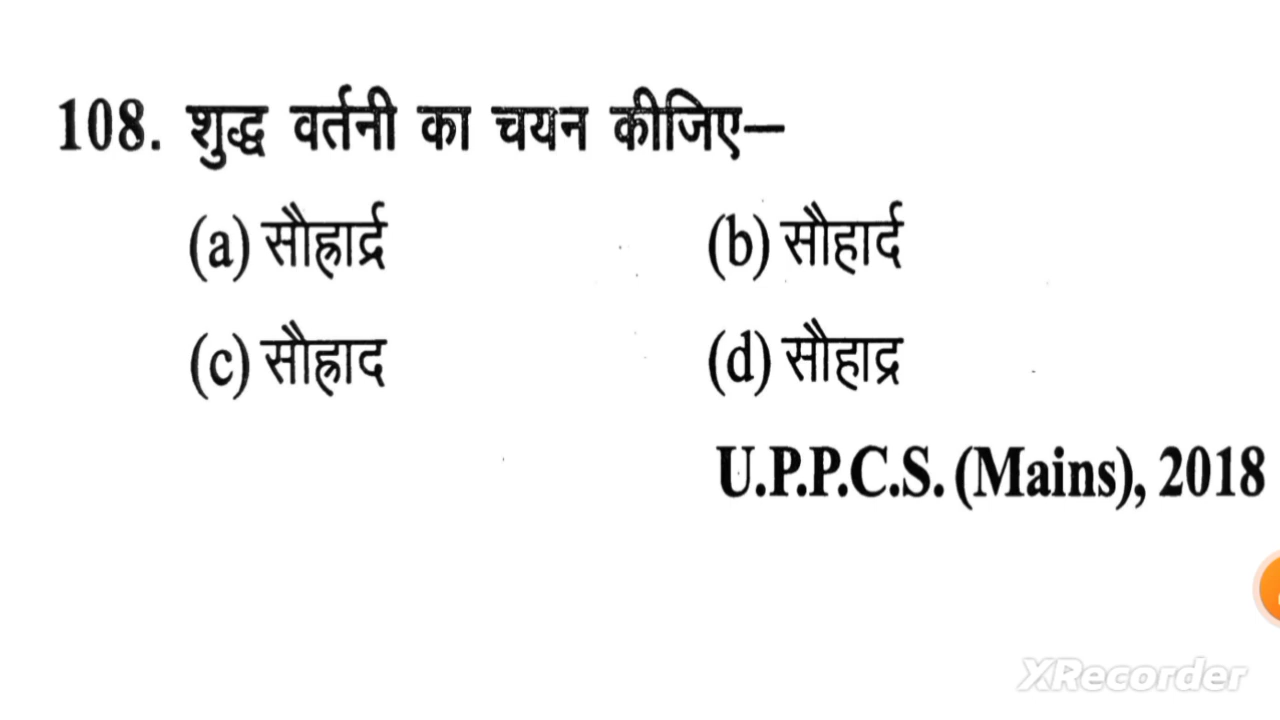 108. शुद्ध वर्तनी का चयन कीजिए–
(a) सौह्रार्द्र (b) सौहार्द
(c) सौह्राद (d) सौहाद्र
U.P.P.C.S. (Mains), 2018
XRecorder